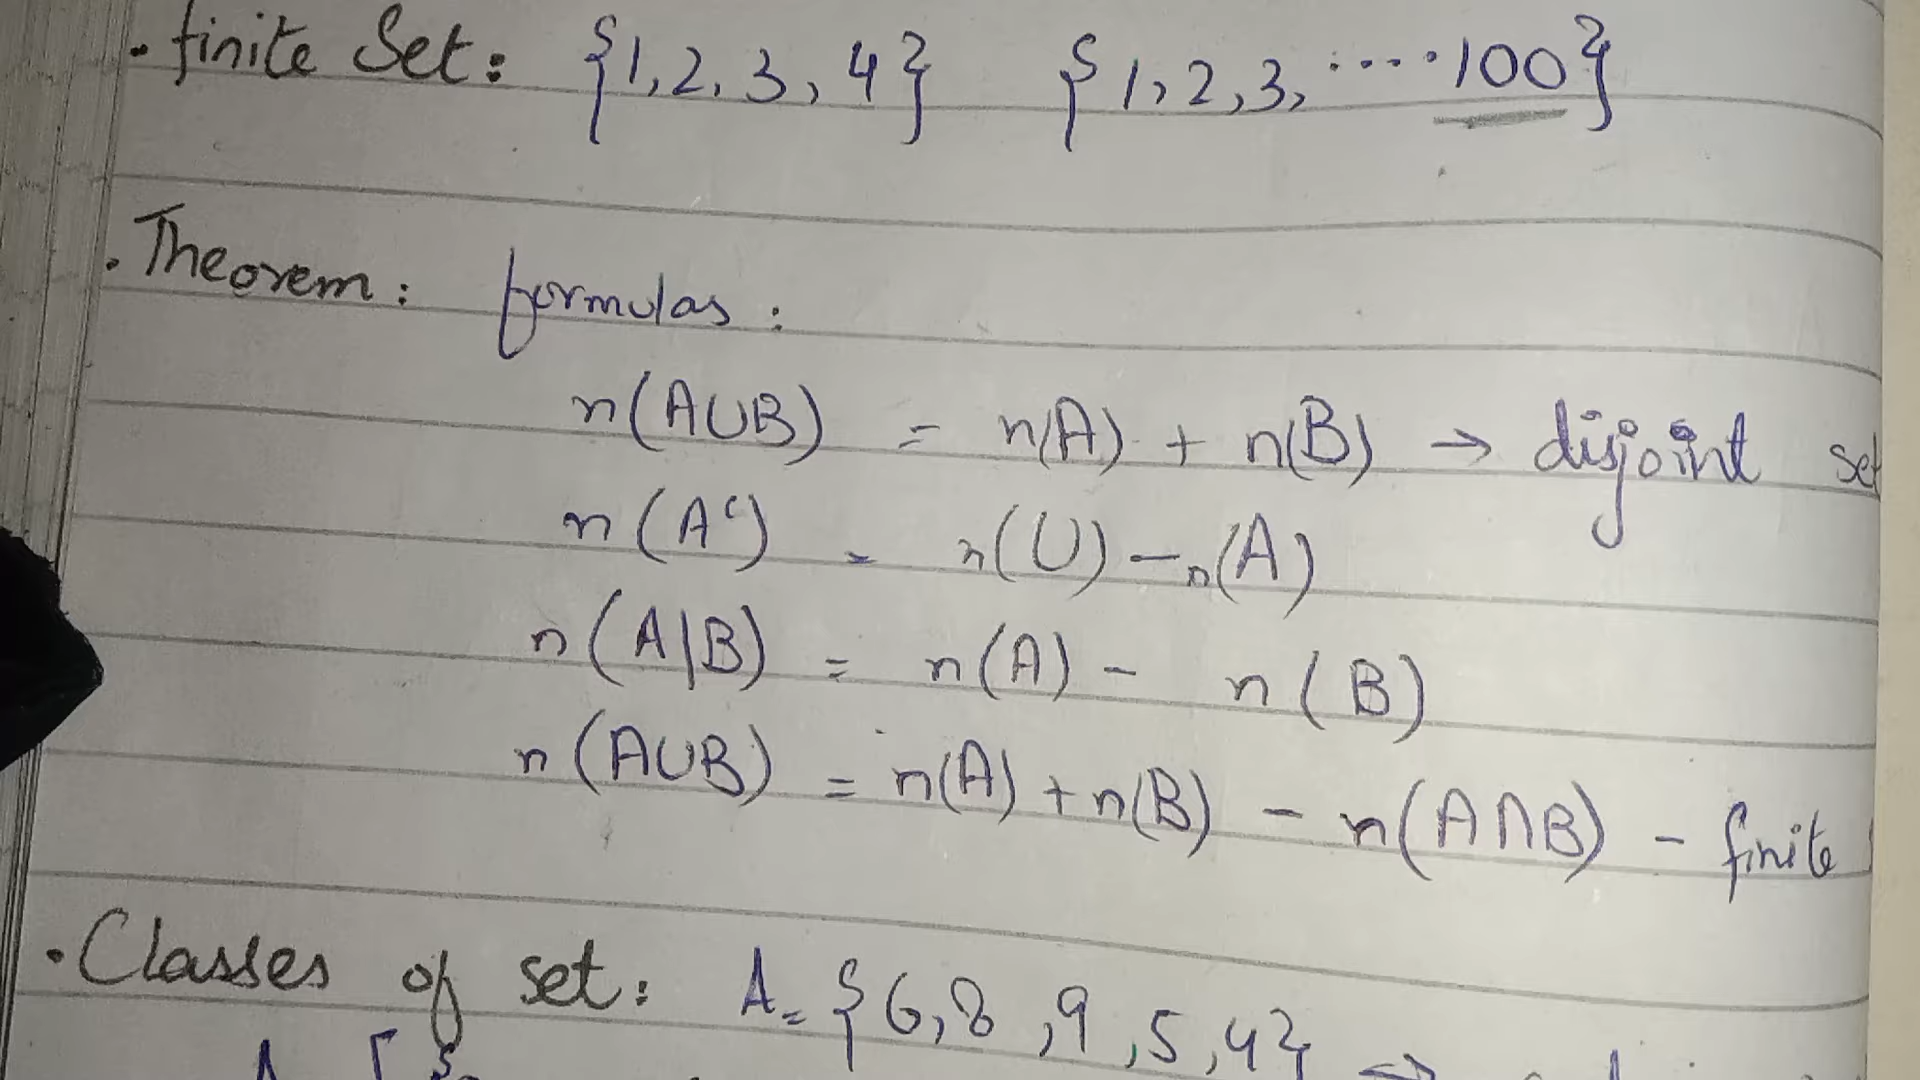 • finite Set: {1, 2, 3, 4} {1, 2, 3, ....100}
• Theorem: formulas:
n(A∪B) = n(A) + n(B) → disjoint set
n(Aᶜ) = n(U) − n(A)
n(A|B) = n(A) − n(B)
n(A∪B) = n(A) + n(B) − n(A∩B) − finite
• Classes of set: A = {6, 8, 9, 5, 4} →